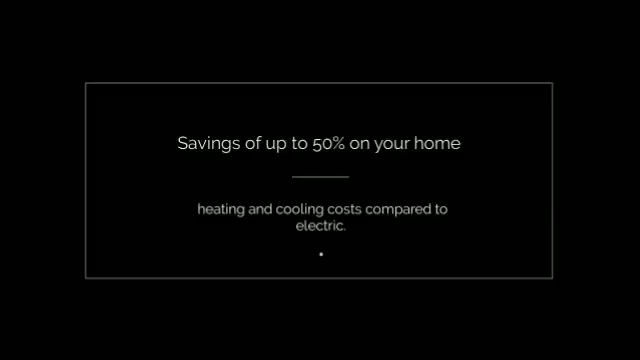 Savings of up to 50% on your home
heating and cooling costs compared to
electric.